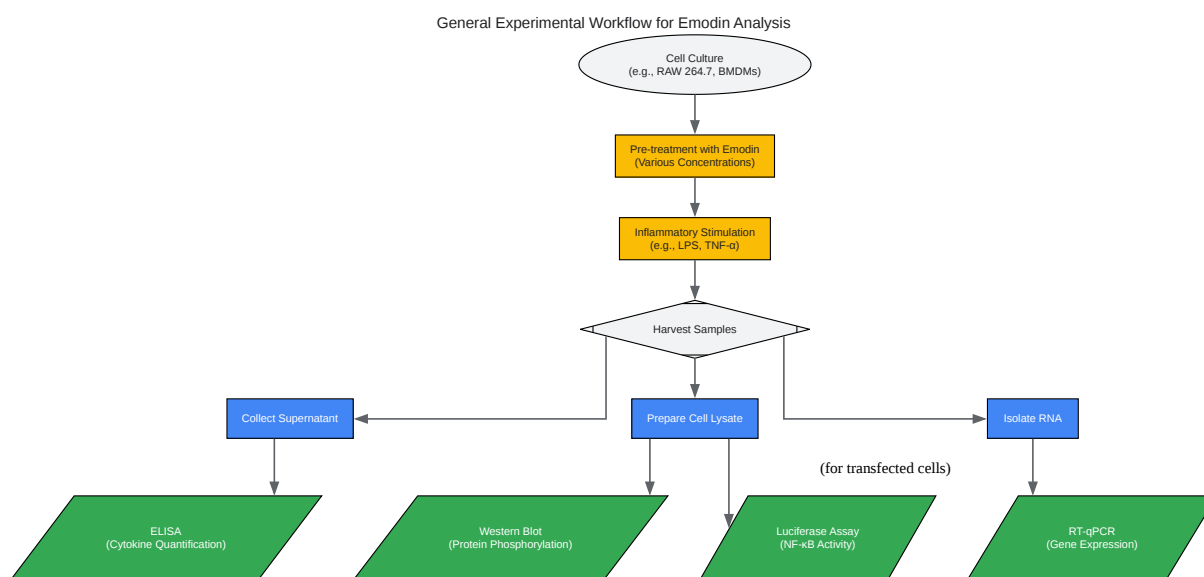 General Experimental Workflow for Emodin Analysis
Cell Culture
(e.g., RAW 264.7, BMDMs)
Pre-treatment with Emodin
(Various Concentrations)
Inflammatory Stimulation
(e.g., LPS, TNF-α)
Harvest Samples
Collect Supernatant
Prepare Cell Lysate
Isolate RNA
(for transfected cells)
ELISA
(Cytokine Quantification)
Western Blot
(Protein Phosphorylation)
Luciferase Assay
(NF-κB Activity)
RT-qPCR
(Gene Expression)